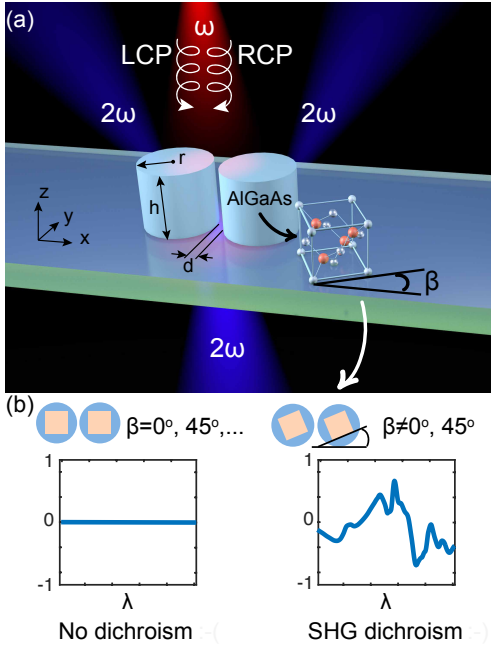 (a)
ω
LCP RCP
2ω 2ω
r
h
AlGaAs
z
y
x
d
β
2ω
(b)
β=0°, 45°,... β≠0°, 45°
1 1
0 0
-1 -1
λ λ
No dichroism :-( SHG dichroism :-)